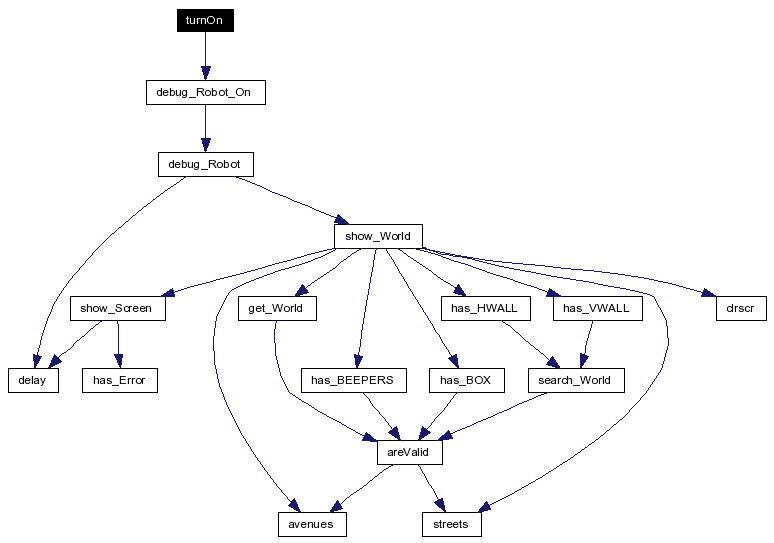 turnOn
debug_Robot_On
debug_Robot
show_World
show_Screen
get_World
has_HWALL
has_VWALL
clrscr
delay
has_Error
has_BEEPERS
has_BOX
search_World
areValid
avenues
streets